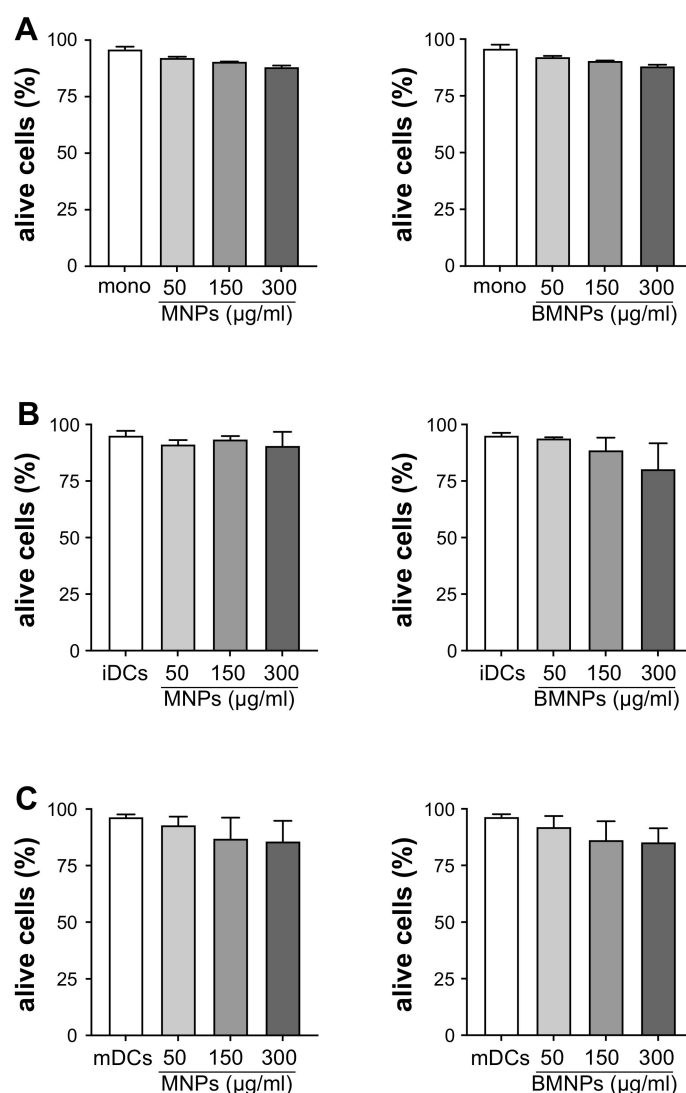 A
alive cells (%)
100
75
50
25
0
mono 50 150 300
MNPs (µg/ml)
alive cells (%)
100
75
50
25
0
mono 50 150 300
BMNPs (µg/ml)
B
alive cells (%)
100
75
50
25
0
iDCs 50 150 300
MNPs (µg/ml)
alive cells (%)
100
75
50
25
0
iDCs 50 150 300
BMNPs (µg/ml)
C
alive cells (%)
100
75
50
25
0
mDCs 50 150 300
MNPs (µg/ml)
alive cells (%)
100
75
50
25
0
mDCs 50 150 300
BMNPs (µg/ml)